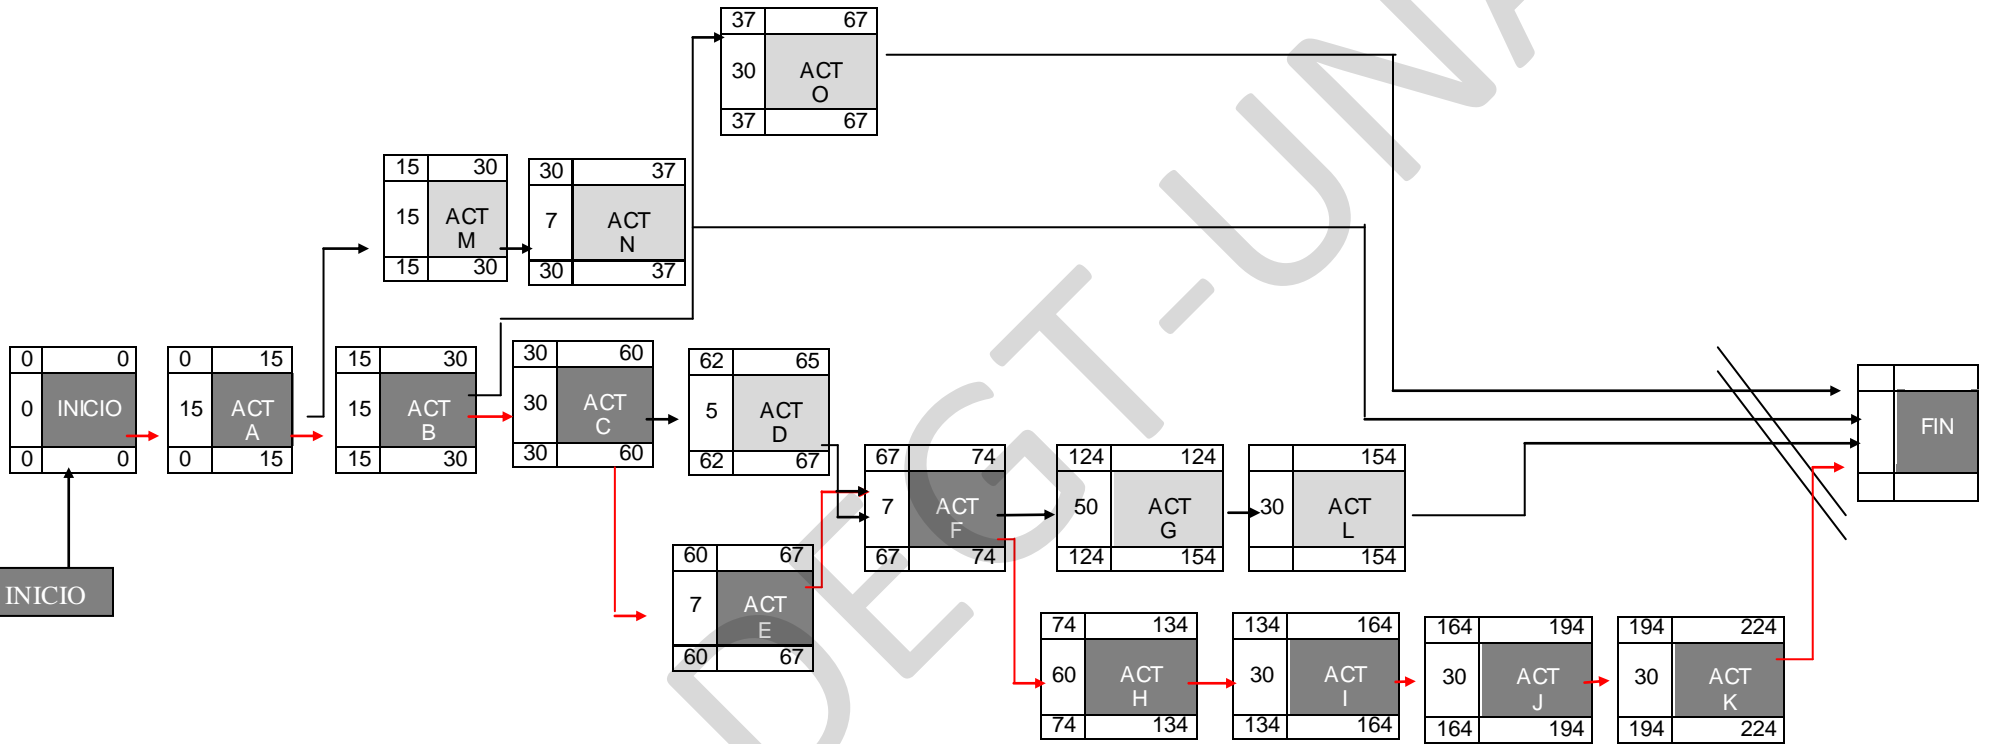 37 67
30 ACT
O
37 67
15 30
15 ACT
M
15 30
30 37
7 ACT
N
30 37
0 0
0 INICIO
0 0
0 15
15 ACT
A
0 15
15 30
15 ACT
B
15 30
30 60
30 ACT
C
30 60
62 65
5 ACT
D
62 67
67 74
7 ACT
F
67 74
124 124
50 ACT
G
124 154
154
30 ACT
L
154
FIN
INICIO
60 67
7 ACT
E
60 67
74 134
60 ACT
H
74 134
134 164
30 ACT
I
134 164
164 194
30 ACT
J
164 194
194 224
30 ACT
K
194 224
DEGT-UNA